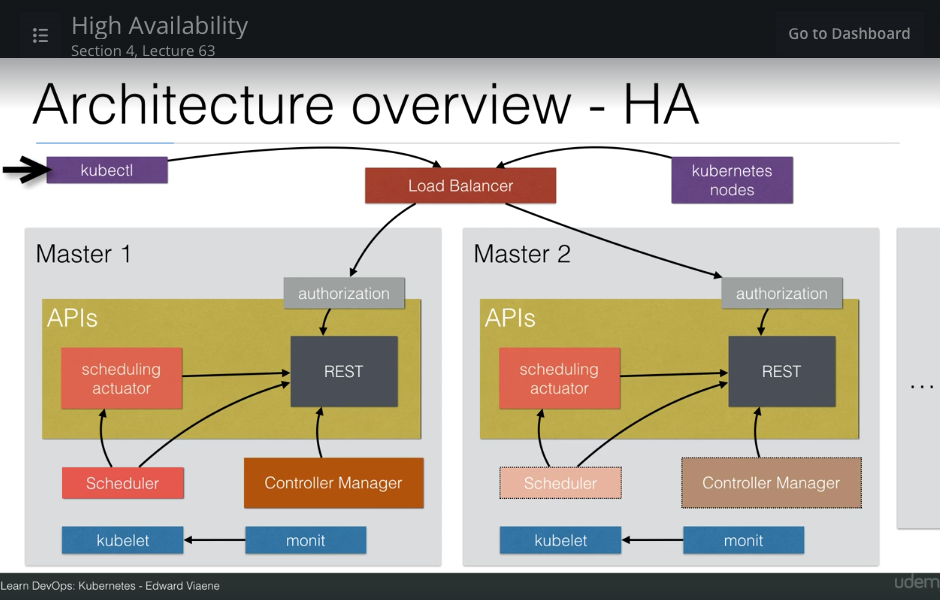 High Availability
Section 4, Lecture 63
Go to Dashboard
Architecture overview - HA
kubectl
Load Balancer
kubernetes
nodes
Master 1
authorization
APIs
scheduling
actuator
REST
Scheduler
Controller Manager
kubelet
monit
Master 2
authorization
APIs
scheduling
actuator
REST
Scheduler
Controller Manager
kubelet
monit
...
Learn DevOps: Kubernetes - Edward Viaene
udem